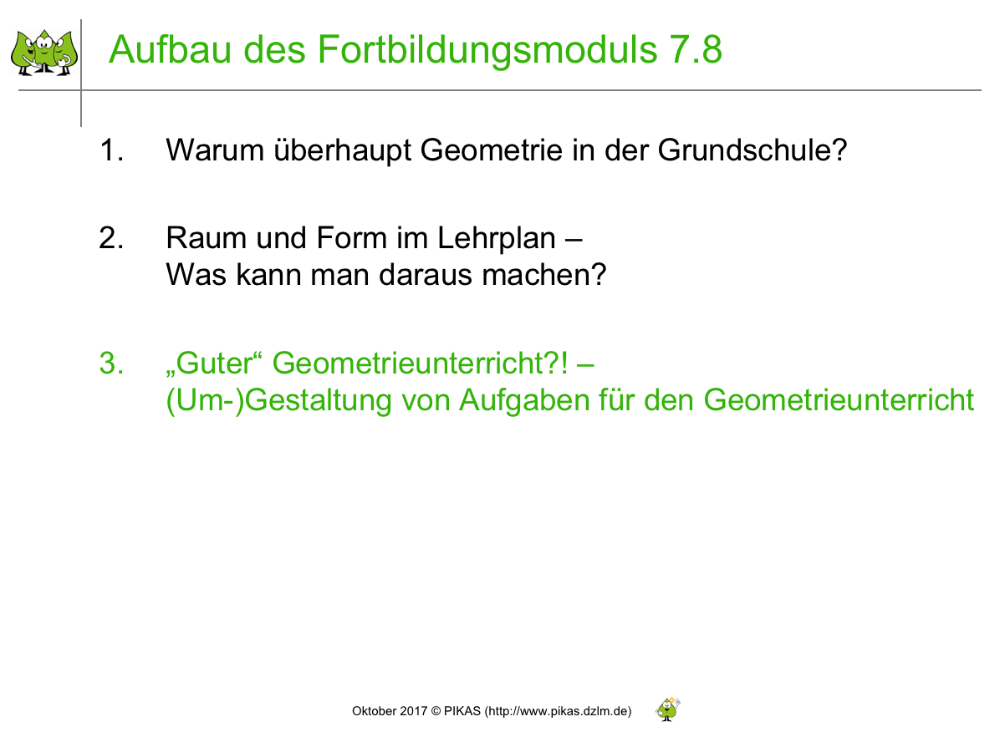 Aufbau des Fortbildungsmoduls 7.8
1. Warum überhaupt Geometrie in der Grundschule?
2. Raum und Form im Lehrplan –
Was kann man daraus machen?
3. „Guter“ Geometrieunterricht?! –
(Um-)Gestaltung von Aufgaben für den Geometrieunterricht
Oktober 2017 © PIKAS (http://www.pikas.dzlm.de)